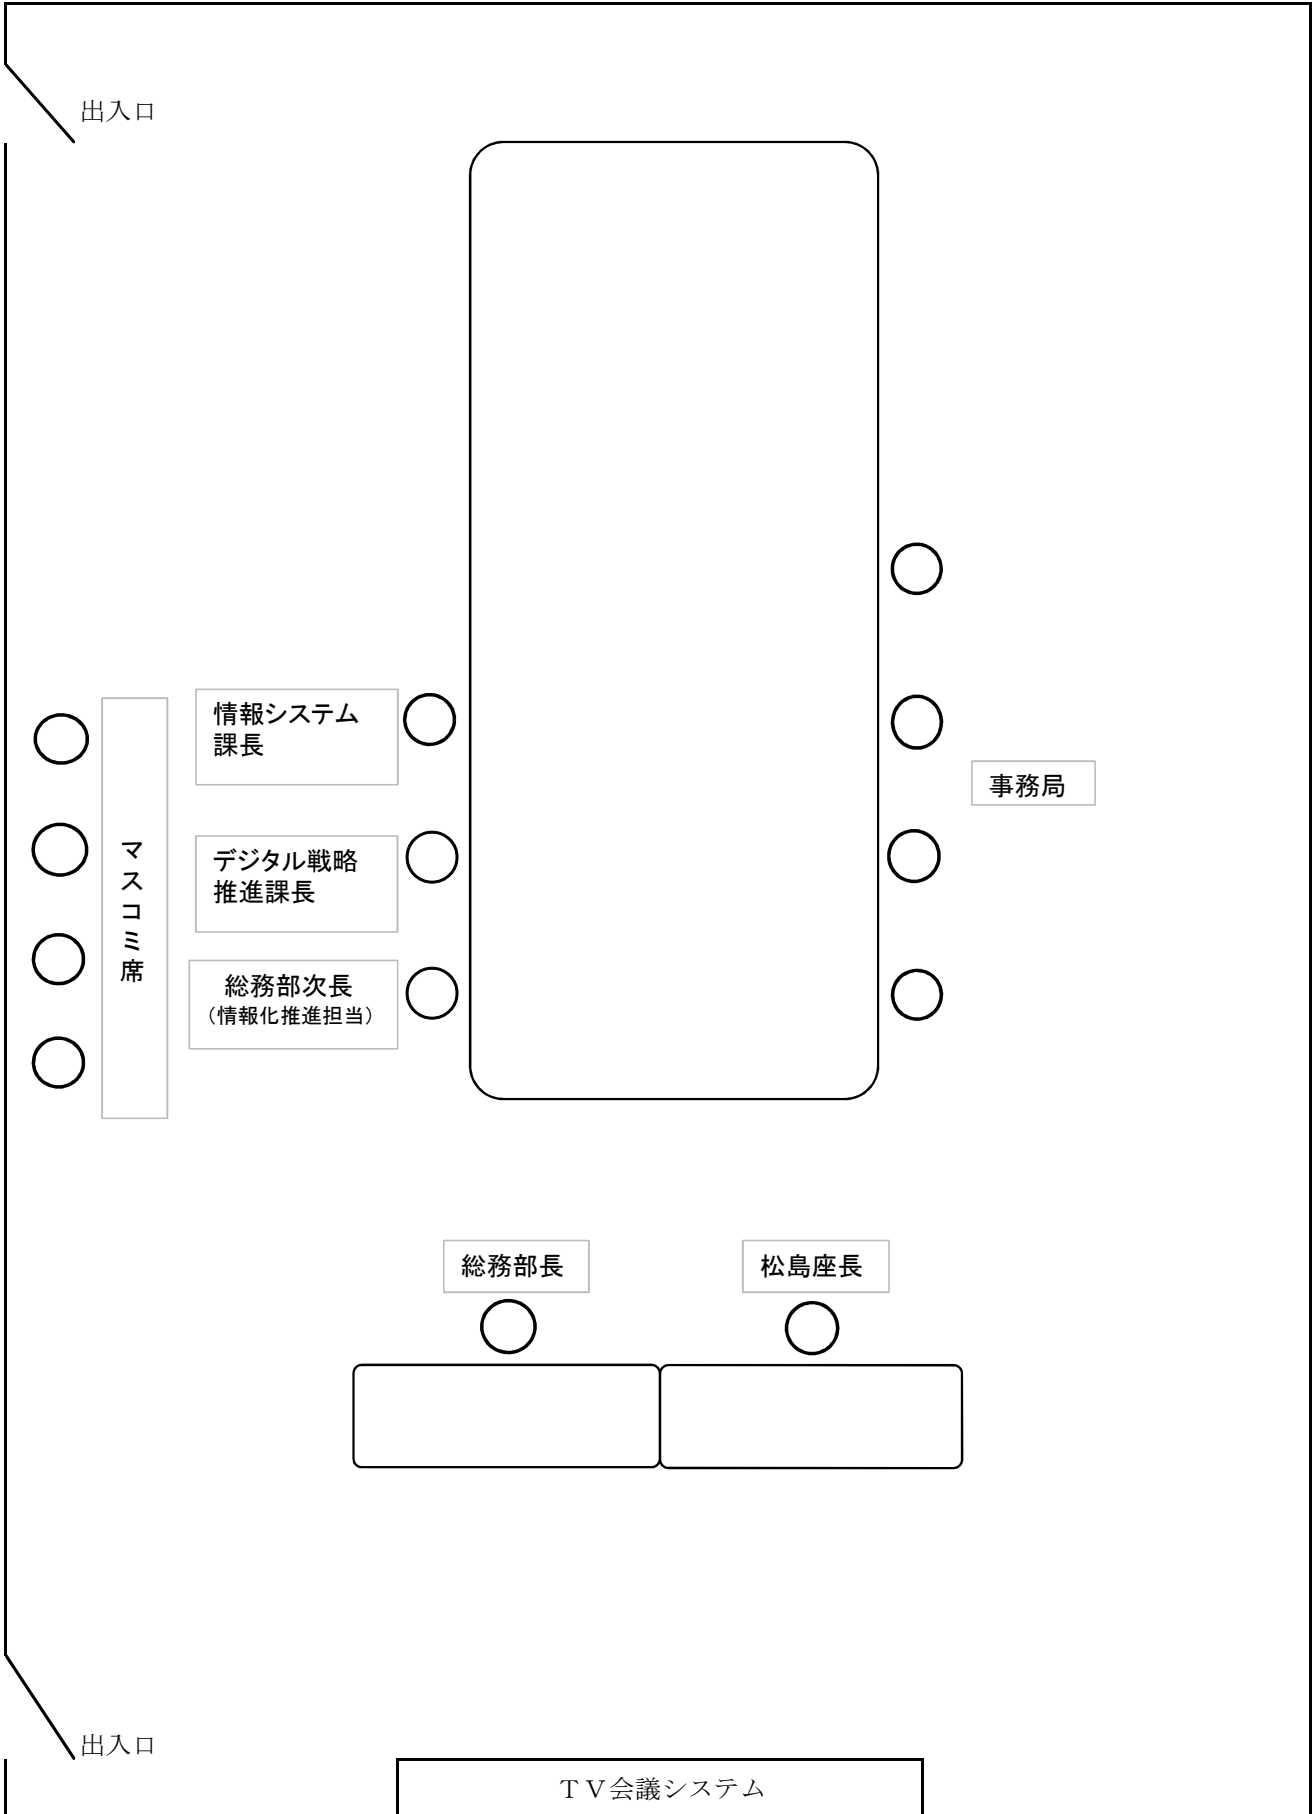 出入口
情報システム
課長
デジタル戦略
推進課長
総務部次長
（情報化推進担当）
マスコミ席
事務局
総務部長
松島座長
出入口
ＴＶ会議システム